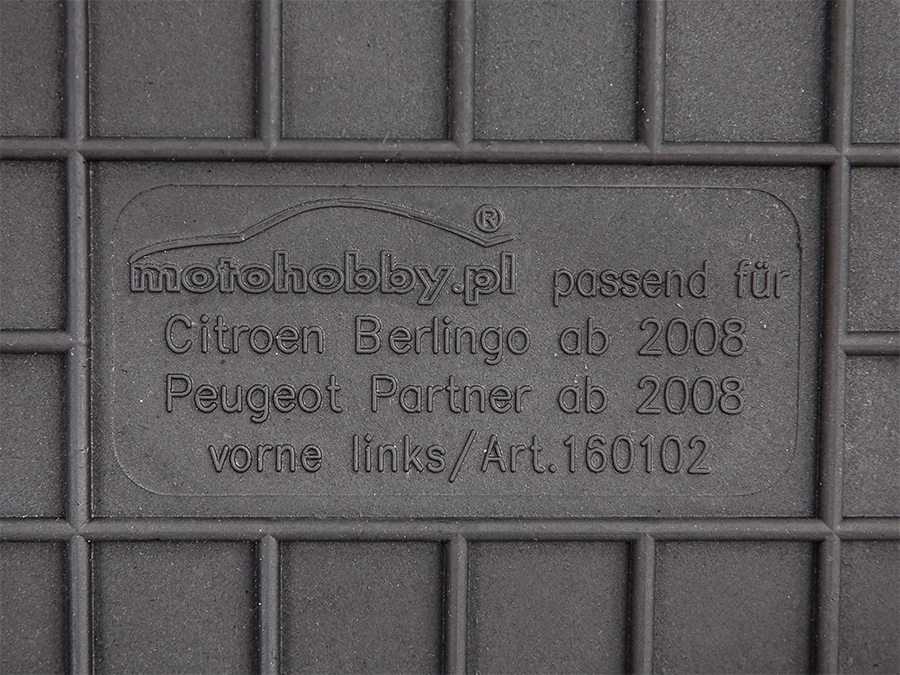 motohobby.pl ® passend für
Citroen Berlingo ab 2008
Peugeot Partner ab 2008
vorne links/Art.160102